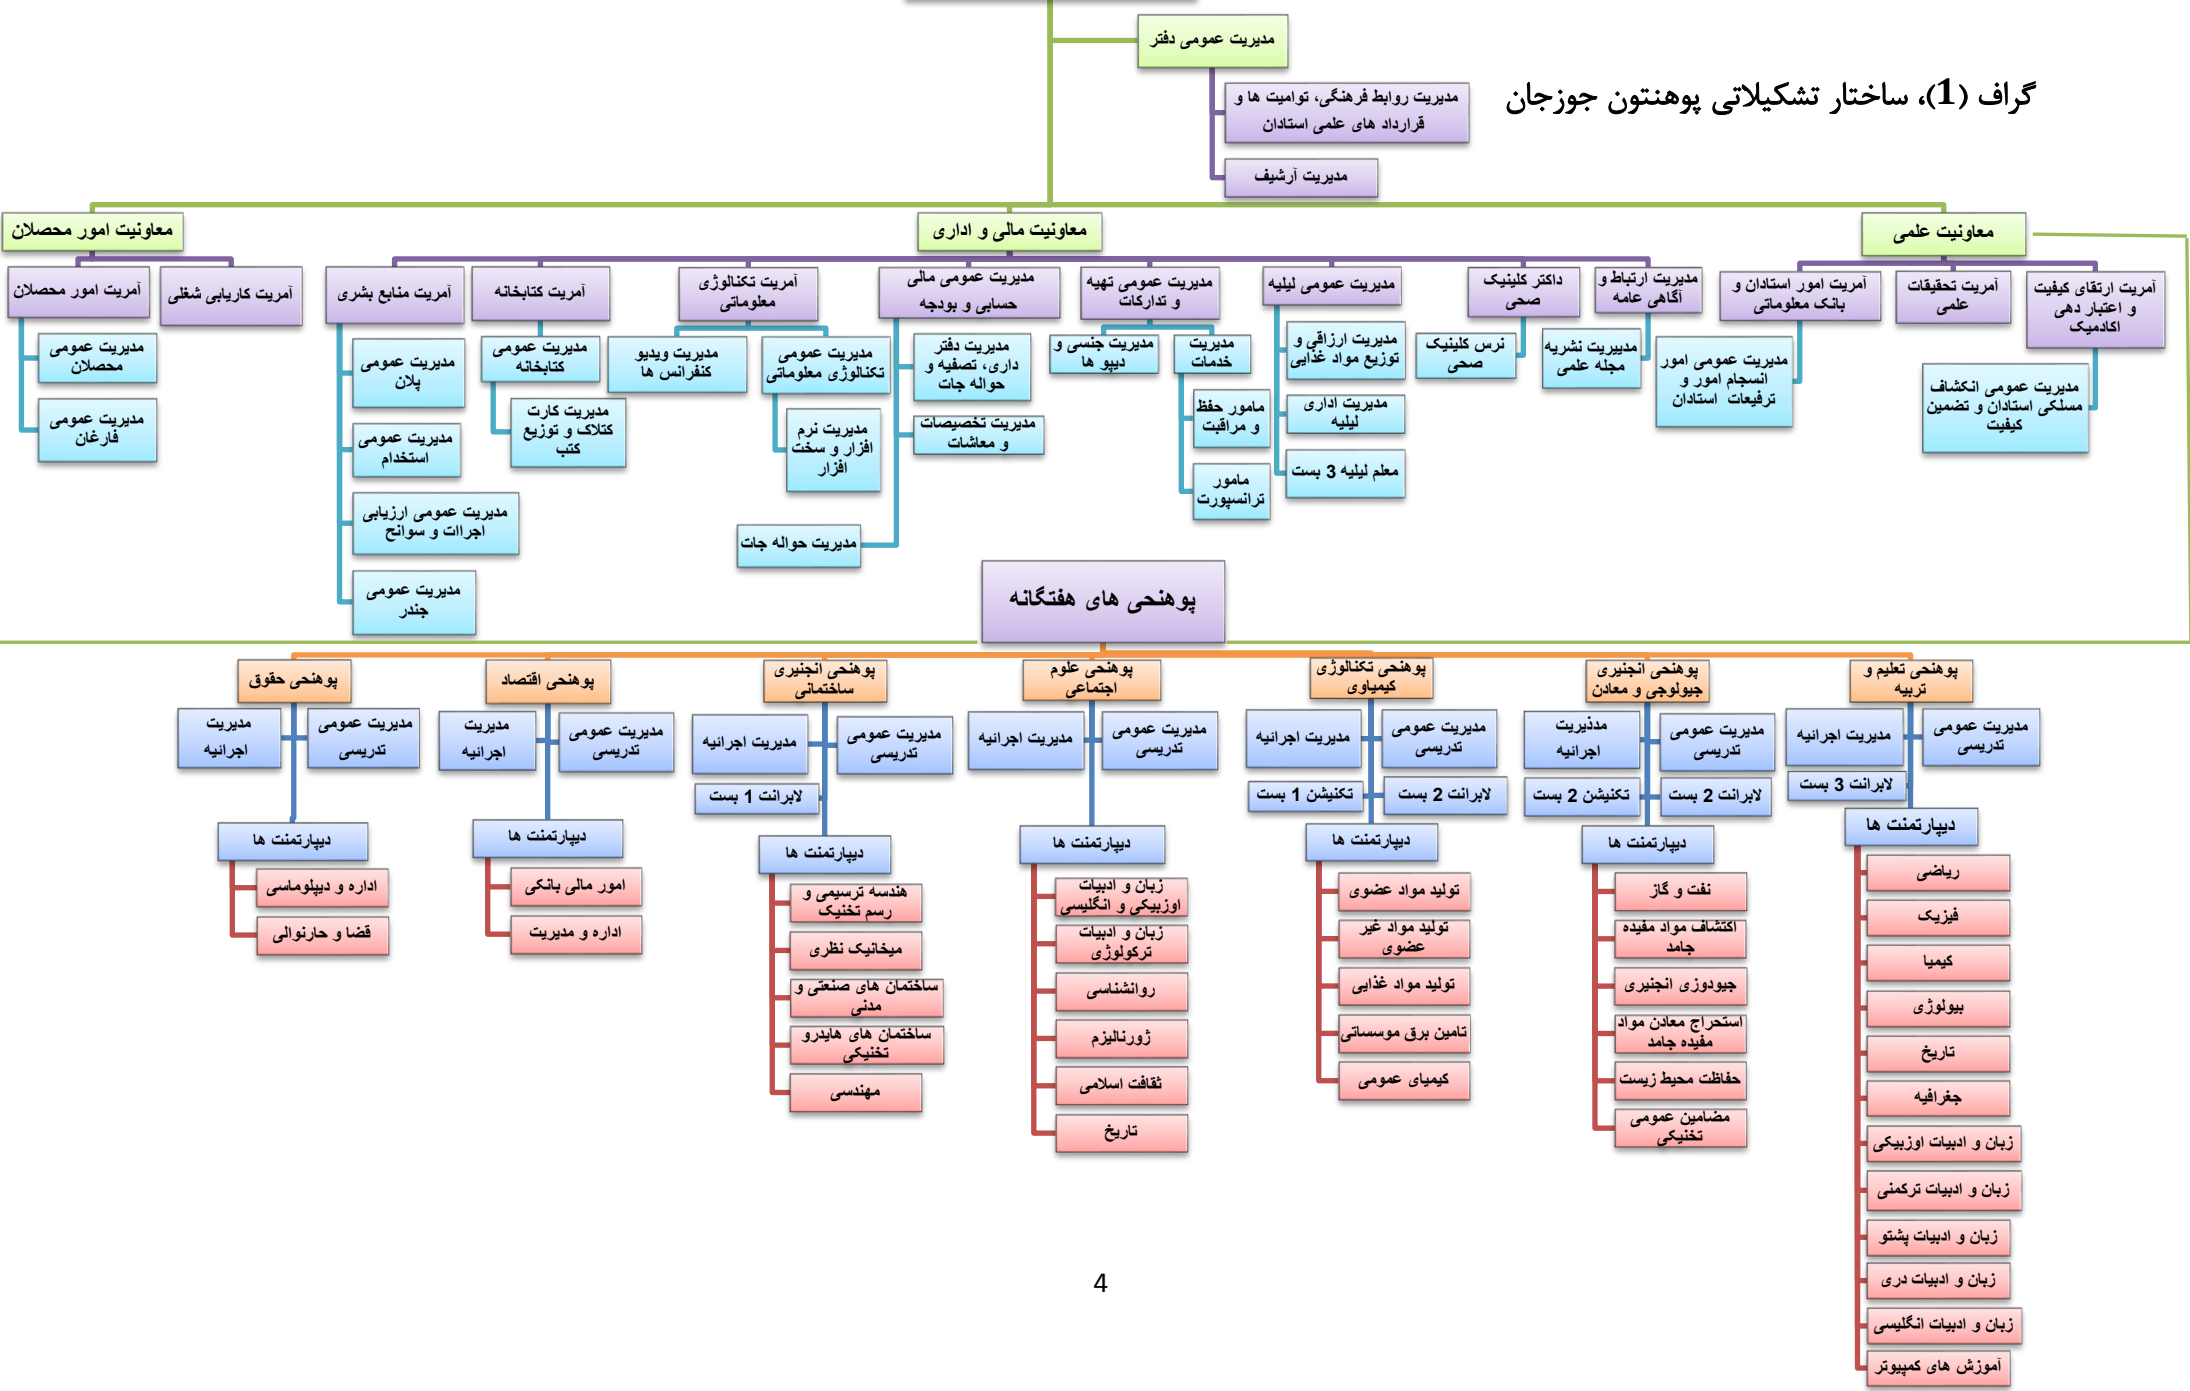 مدیریت عمومی دفتر
گراف (1)، ساختار تشکیلاتی پوهنتون جوزجان
مدیریت روابط فرهنگی، توامیت ها و
قرارداد های علمی استادان
مدیریت آرشیف
معاونیت علمی
معاونیت مالی و اداری
معاونیت امور محصلان
آمریت ارتقای کیفیت
و اعتبار دهی
اکادمیک
آمریت تحقیقات
علمی
آمریت امور استادان و
بانک معلوماتی
مدیریت ارتباط و
آگاهی عامه
داکتر کلینیک
صحی
مدیریت عمومی لیلیه
مدیریت عمومی تهیه
و تدارکات
مدیریت عمومی مالی
حسابی و بودجه
آمریت تکنالوژی
معلوماتی
آمریت کتابخانه
آمریت منابع بشری
آمریت کاریابی شغلی
آمریت امور محصلان
مدیریت عمومی انکشاف
مسلکی استادان و تضمین
کیفیت
مدیریت عمومی امور
انسجام امور و
ترفیعات استادان
مدییریت نشریه
مجله علمی
نرس کلینیک
صحی
مدیریت ارزاقی و
توزیع مواد غذایی
مدیریت اداری
لیلیه
معلم لیلیه 3 بست
مدیریت
خدمات
مدیریت جنسی و
دیپو ها
مامور حفظ
و مراقبت
مامور
ترانسپورت
مدیریت دفتر
داری، تصفیه و
حواله جات
مدیریت تخصیصات
و معاشات
مدیریت حواله جات
مدیریت عمومی
تکنالوژی معلوماتی
مدیریت ویدیو
کنفرانس ها
مدیریت نرم
افزار و سخت
افزار
مدیریت عمومی
کتابخانه
مدیریت کارت
کتلاک و توزیع
کتب
مدیریت عمومی
پلان
مدیریت عمومی
استخدام
مدیریت عمومی ارزیابی
اجراات و سوانح
مدیریت عمومی
جندر
مدیریت عمومی
محصلان
مدیریت عمومی
فارغان
پوهنحی های هفتگانه
پوهنحی تعلیم و
تربیه
مدیریت عمومی
تدریسی
مدیریت اجرائیه
لابرانت 3 بست
دیپارتمنت ها
ریاضی
فیزیک
کیمیا
بیولوژی
تاریخ
جغرافیه
زبان و ادبیات اوزبیکی
زبان و ادبیات ترکمنی
زبان و ادبیات پشتو
زبان و ادبیات دری
زبان و ادبیات انگلیسی
آموزش های کمپیوتر
پوهنحی انجنیری
جیولوجی و معادن
مدیریت عمومی
تدریسی
مدذیریت
اجرائیه
لابرانت 2 بست
تکنیشن 2 بست
دیپارتمنت ها
نفت و گاز
اکتشاف مواد مفیده
جامد
جیودوزی انجنیری
استحراج معادن مواد
مفیده جامد
حفاظت محیط زیست
مضامین عمومی
تخنیکی
پوهنحی تکنالوژی
کیمیاوی
مدیریت عمومی
تدریسی
مدیریت اجرائیه
لابرانت 2 بست
تکنیشن 1 بست
دیپارتمنت ها
تولید مواد عضوی
تولید مواد غیر
عضوی
تولید مواد غذایی
تامین برق موسساتی
کیمیای عمومی
پوهنحی علوم
اجتماعی
مدیریت عمومی
تدریسی
مدیریت اجرائیه
دیپارتمنت ها
زبان و ادبیات
اوزبیکی و انگلیسی
زبان و ادبیات
ترکولوژی
روانشناسی
ژورنالیزم
ثقافت اسلامی
تاریخ
پوهنحی انجنیری
ساختمانی
مدیریت عمومی
تدریسی
مدیریت اجرائیه
لابرانت 1 بست
دیپارتمنت ها
هندسه ترسیمی و
رسم تخنیک
میخانیک نظری
ساختمان های صنعتی و
مدنی
ساختمان های هایدرو
تخنیکی
مهندسی
پوهنحی اقتصاد
مدیریت عمومی
تدریسی
مدیریت
اجرائیه
دیپارتمنت ها
امور مالی بانکی
اداره و مدیریت
پوهنحی حقوق
مدیریت عمومی
تدریسی
مدیریت
اجرائیه
دیپارتمنت ها
اداره و دیپلوماسی
قضا و حارنوالی
4